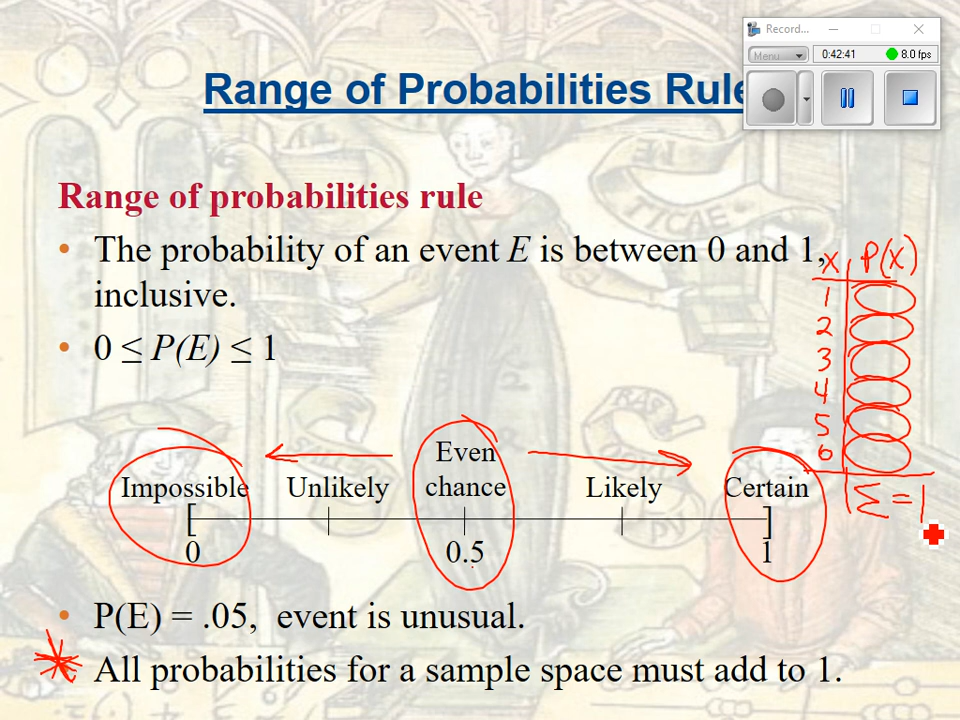 Record...
Menu
0:42:41
8.0 fps
Range of Probabilities Rule
Range of probabilities rule
• The probability of an event E is between 0 and 1,
inclusive.
• 0 ≤ P(E) ≤ 1
x P(x)
1
2
3
4
5
6
Σ = 1
Impossible
Unlikely
Even
chance
Likely
Certain
[ ]
0 0.5 1
• P(E) = .05, event is unusual.
All probabilities for a sample space must add to 1.